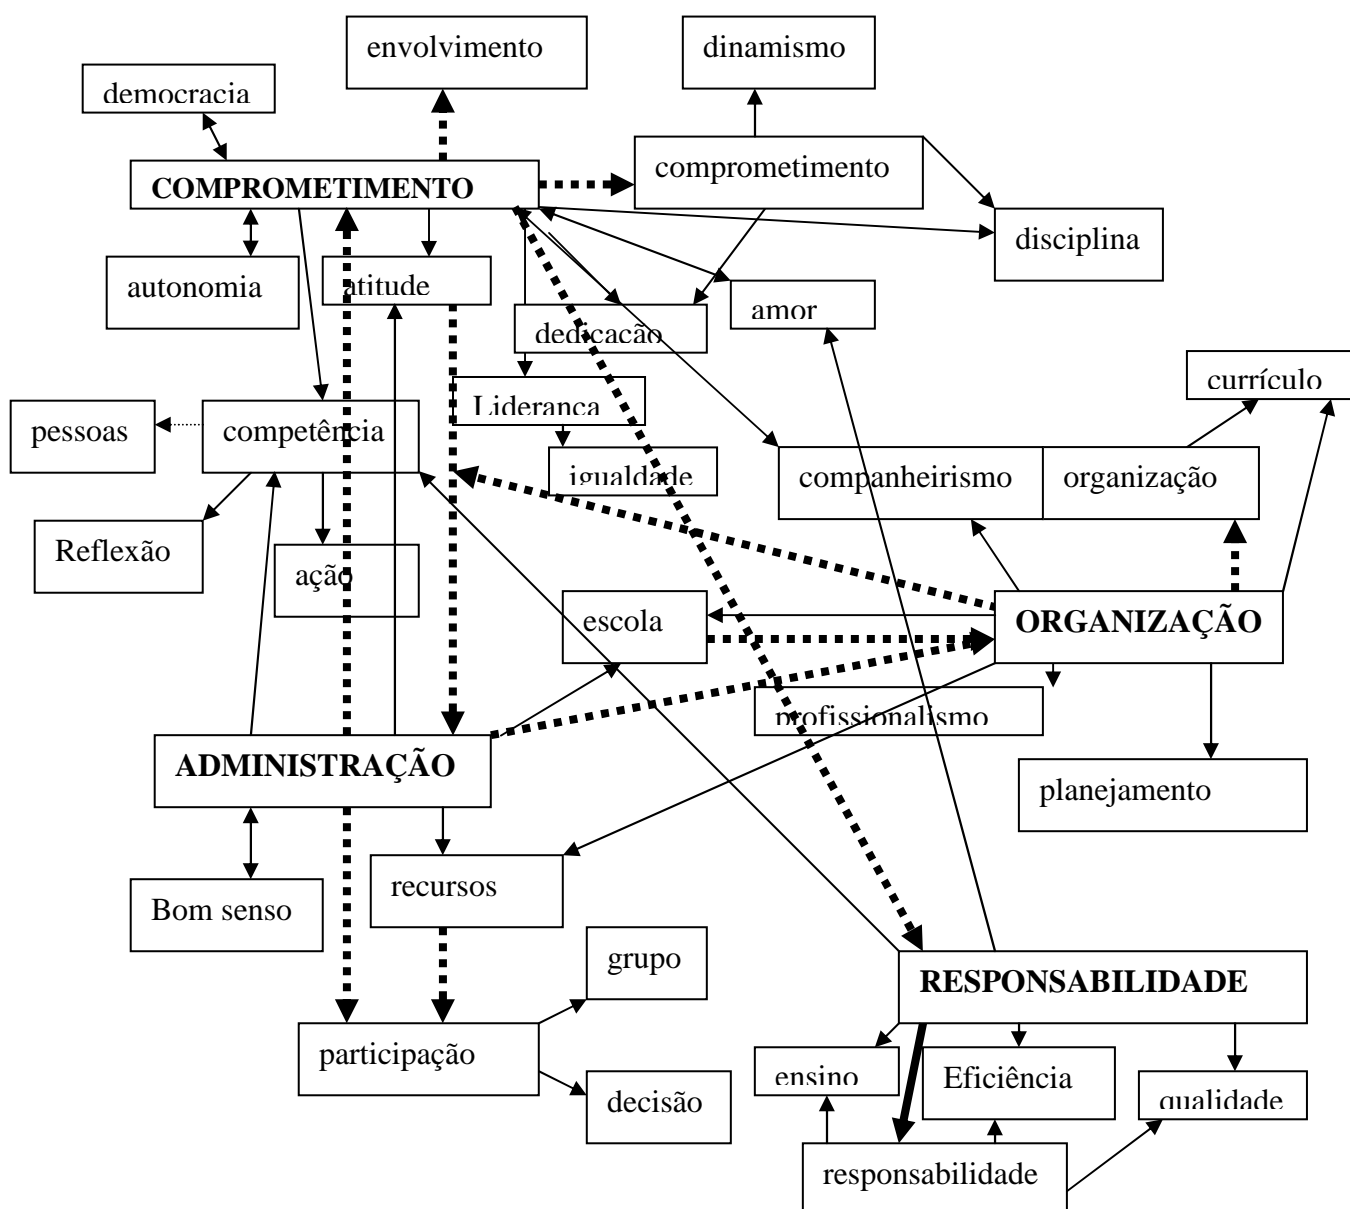 envolvimento
dinamismo
democracia
comprometimento
COMPROMETIMENTO
disciplina
autonomia
atitude
amor
dedicação
currículo
Liderança
pessoas
competência
igualdade
companheirismo
organização
Reflexão
ação
escola
ORGANIZAÇÃO
profissionalismo
ADMINISTRAÇÃO
planejamento
recursos
Bom senso
grupo
RESPONSABILIDADE
participação
ensino
Eficiência
decisão
qualidade
responsabilidade